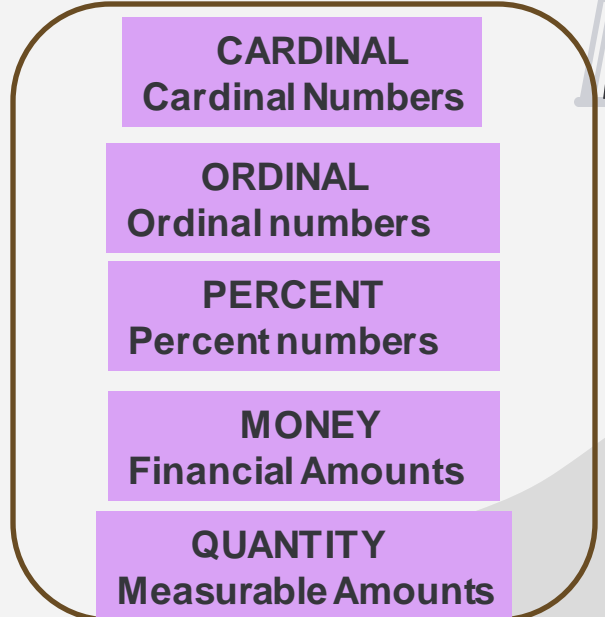 CARDINAL
Cardinal Numbers
ORDINAL
Ordinal numbers
PERCENT
Percent numbers
MONEY
Financial Amounts
QUANTITY
Measurable Amounts